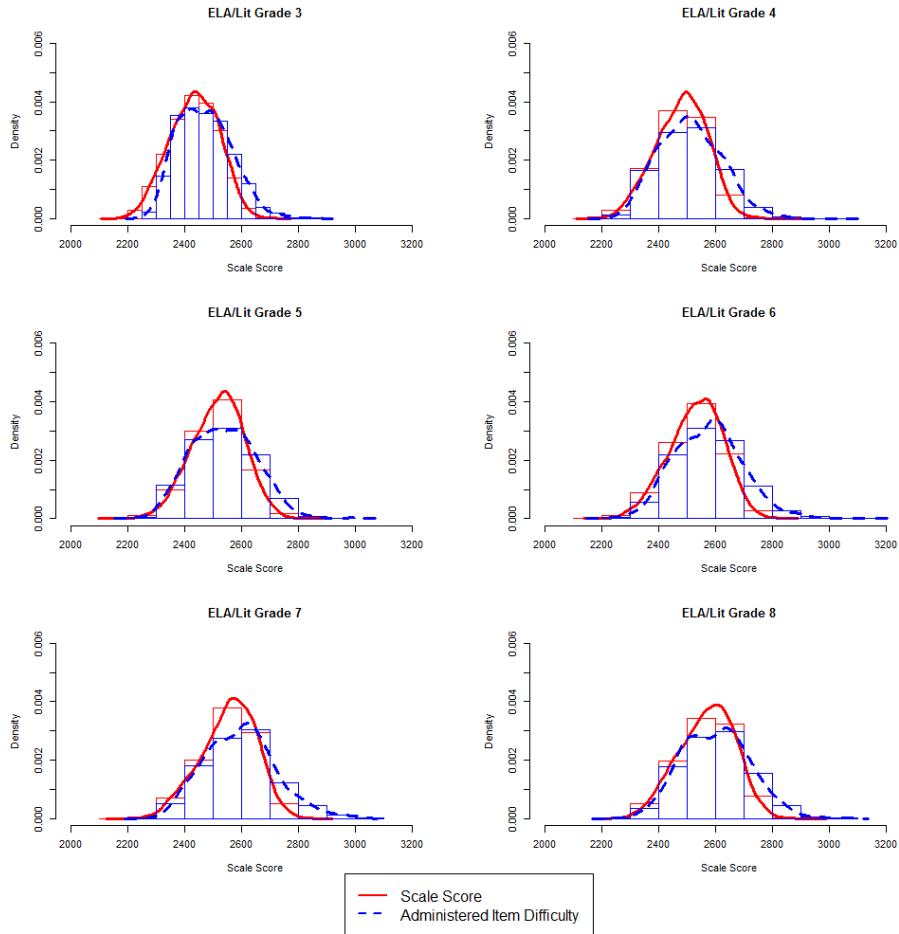 ELA/Lit Grade 3
Density
0.000 0.002 0.004 0.006
2000 2200 2400 2600 2800 3000 3200
Scale Score
ELA/Lit Grade 4
Density
0.000 0.002 0.004 0.006
2000 2200 2400 2600 2800 3000 3200
Scale Score
ELA/Lit Grade 5
Density
0.000 0.002 0.004 0.006
2000 2200 2400 2600 2800 3000 3200
Scale Score
ELA/Lit Grade 6
Density
0.000 0.002 0.004 0.006
2000 2200 2400 2600 2800 3000 3200
Scale Score
ELA/Lit Grade 7
Density
0.000 0.002 0.004 0.006
2000 2200 2400 2600 2800 3000 3200
Scale Score
ELA/Lit Grade 8
Density
0.000 0.002 0.004 0.006
2000 2200 2400 2600 2800 3000 3200
Scale Score
Scale Score
Administered Item Difficulty